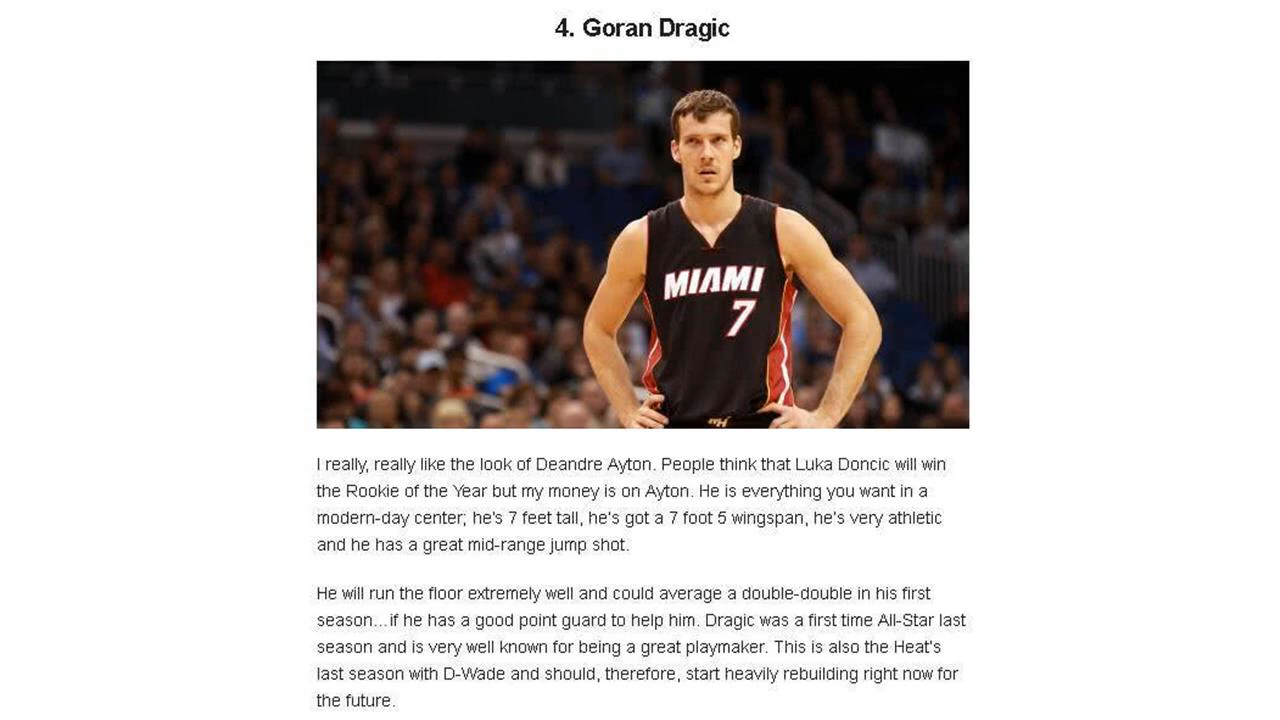 4. Goran Dragic
MIAMI
7
I really, really like the look of Deandre Ayton. People think that Luka Doncic will win
the Rookie of the Year but my money is on Ayton. He is everything you want in a
modern-day center; he's 7 feet tall, he's got a 7 foot 5 wingspan, he's very athletic
and he has a great mid-range jump shot.
He will run the floor extremely well and could average a double-double in his first
season...if he has a good point guard to help him. Dragic was a first time All-Star last
season and is very well known for being a great playmaker. This is also the Heat's
last season with D-Wade and should, therefore, start heavily rebuilding right now for
the future.